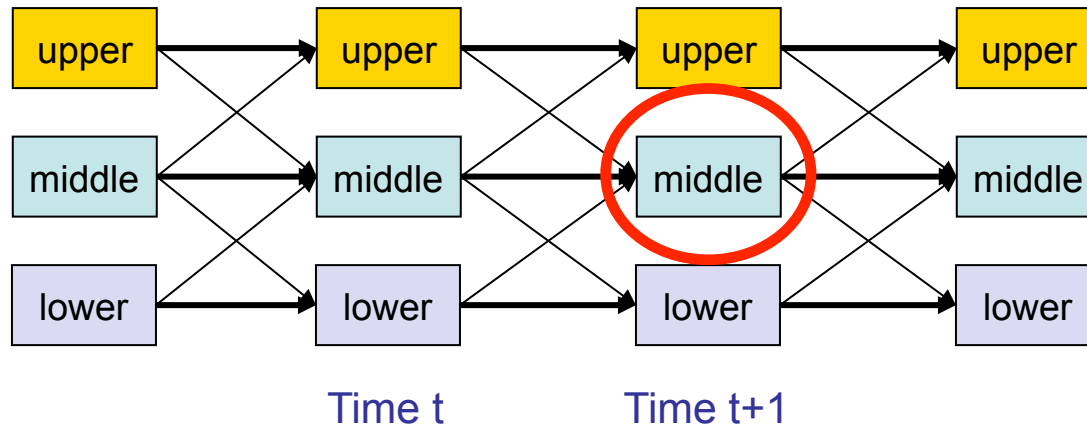 upper upper upper upper
middle middle middle middle
lower lower lower lower
Time t Time t+1